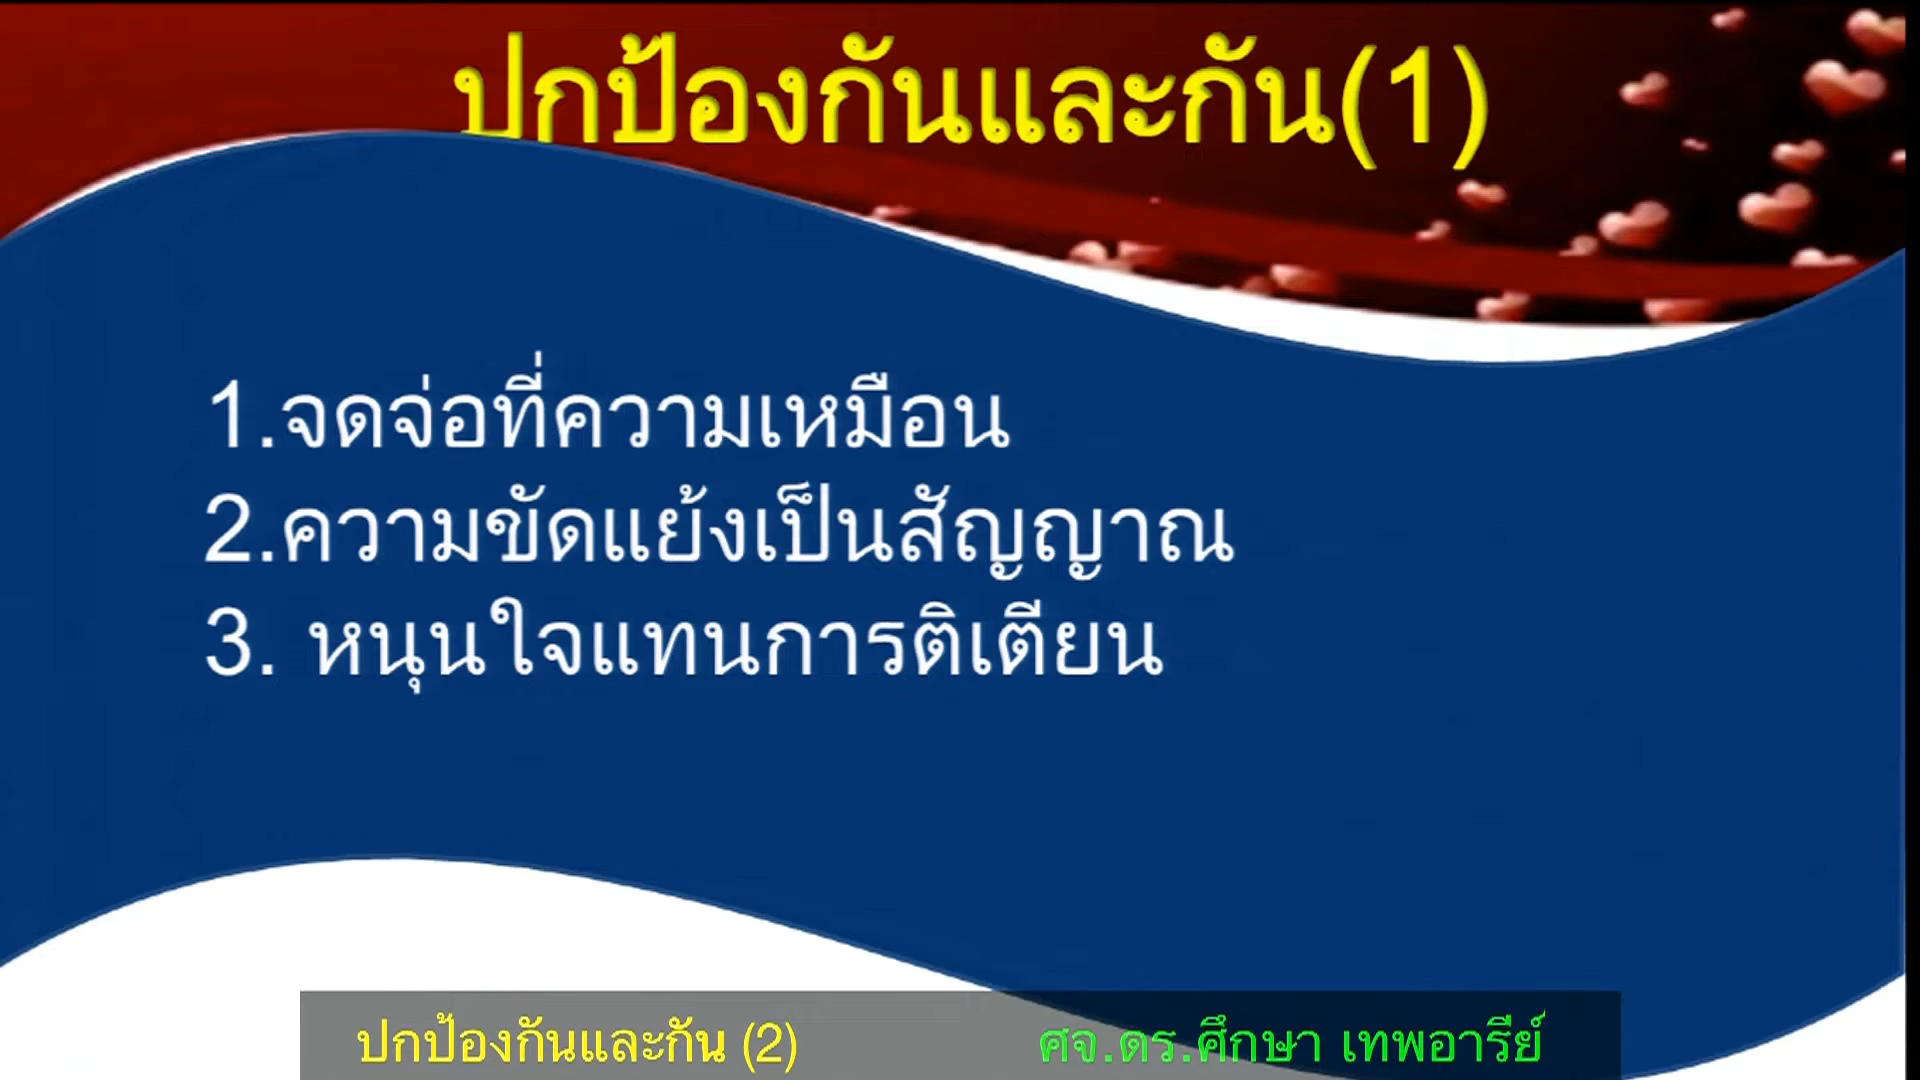 ปกป้องกันและกัน(1)
1.จดจ่อที่ความเหมือน
2.ความขัดแย้งเป็นสัญญาณ
3. หนุนใจแทนการติเตียน
ปกป้องกันและกัน (2) ศจ.ดร.ศึกษา เทพอารีย์